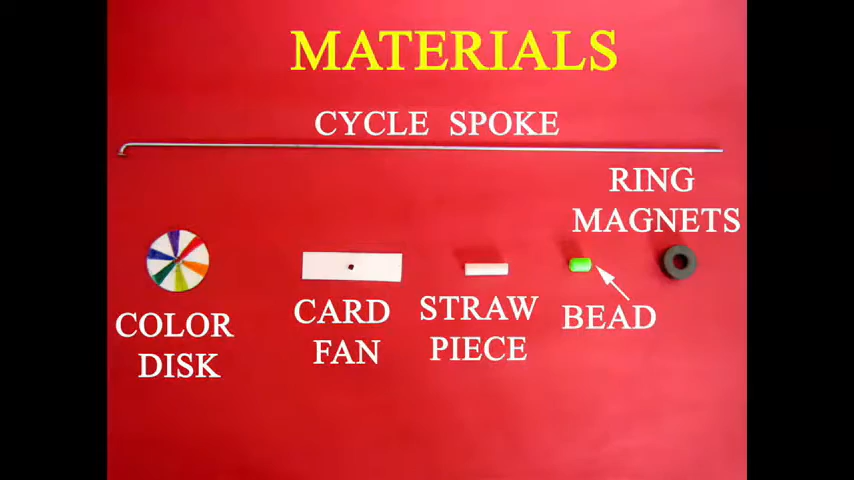 MATERIALS
CYCLE SPOKE
RING
MAGNETS
COLOR
DISK
CARD
FAN
STRAW
PIECE
BEAD